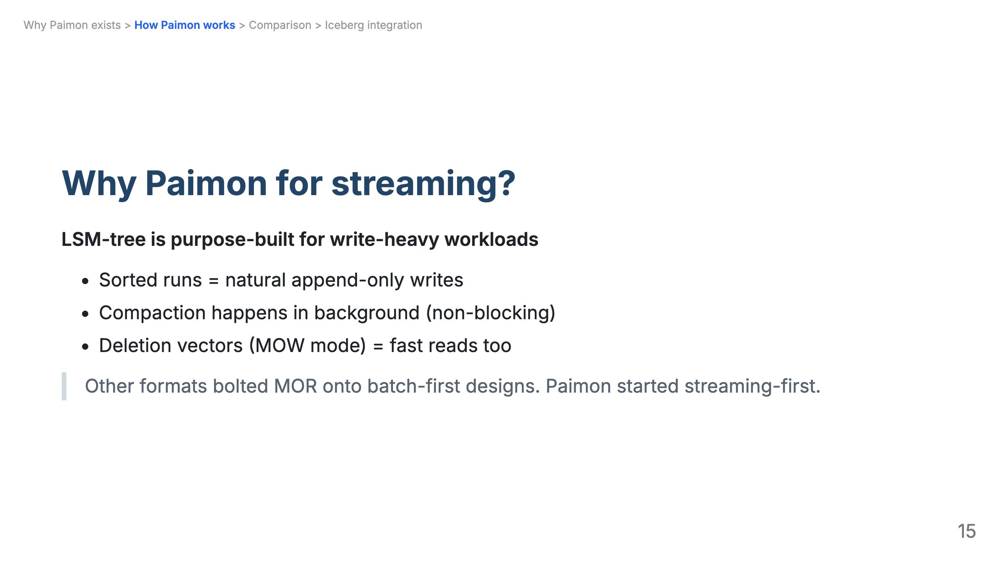 Why Paimon exists > How Paimon works > Comparison > Iceberg integration
Why Paimon for streaming?
LSM-tree is purpose-built for write-heavy workloads
• Sorted runs = natural append-only writes
• Compaction happens in background (non-blocking)
• Deletion vectors (MOW mode) = fast reads too
Other formats bolted MOR onto batch-first designs. Paimon started streaming-first.
15